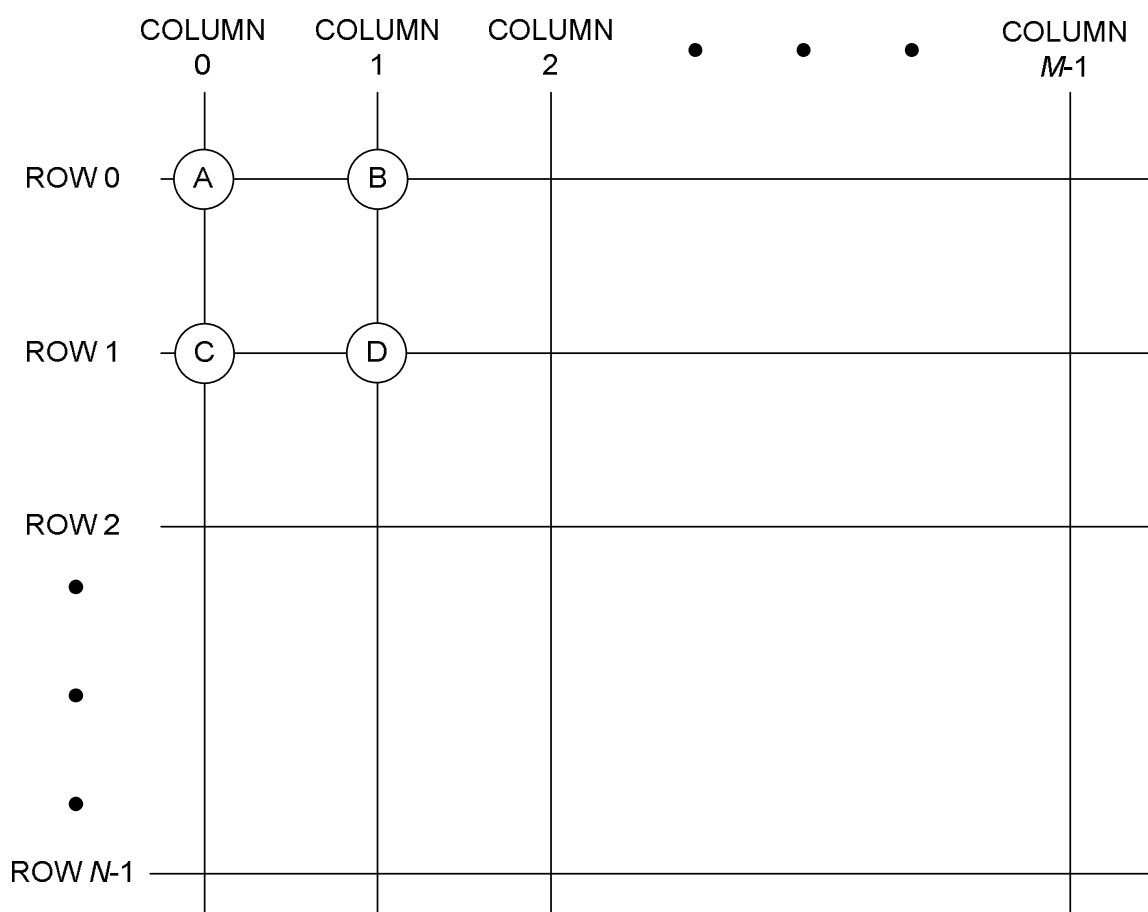 COLUMN 0 COLUMN 1 COLUMN 2 • • • COLUMN M-1
ROW 0 A B
ROW 1 C D
ROW 2
•
•
•
ROW N-1